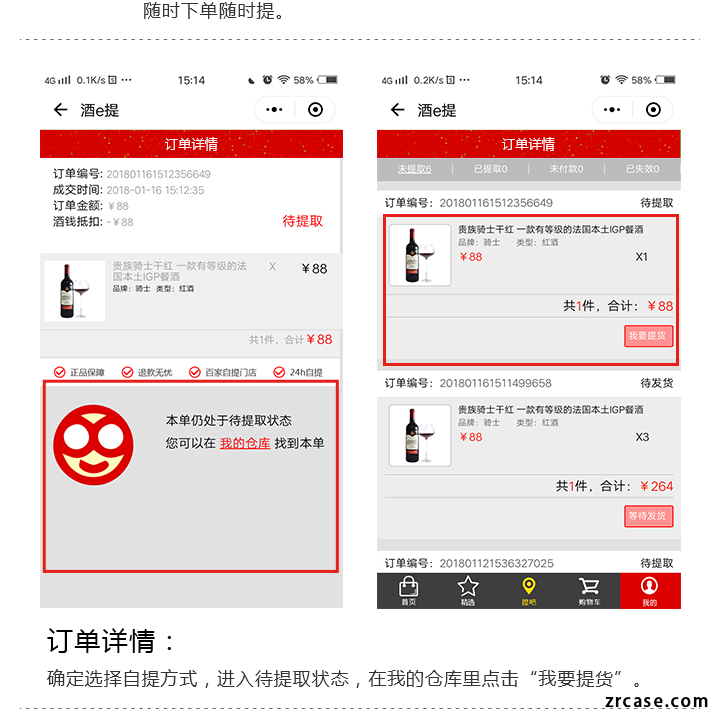 随时下单随时提。
4G 0.1K/s ··· 15:14 58%
酒e提
订单详情
订单编号: 201801161512356649
成交时间: 2018-01-16 15:12:35
订单金额: ￥88
酒钱抵扣: -￥88
待提取
贵族骑士干红 一款有等级的法国本土IGP餐酒
X
￥88
品牌：骑士 类型：红酒
共1件，合计￥88
正品保障 退款无忧 百家自提门店 24h自提
本单仍处于待提取状态
您可以在 我的仓库 找到本单
4G 0.2K/s ··· 15:14 58%
酒e提
订单详情
未提取6 已提取0 未付款0 已失效0
订单编号：201801161512356649 待提取
贵族骑士干红 一款有等级的法国本土IGP餐酒
品牌：骑士 类型：红酒
￥88 X1
共1件，合计：￥88
我要提货
订单编号：201801161511499658 待发货
贵族骑士干红 一款有等级的法国本土IGP餐酒
品牌：骑士 类型：红酒
￥88 X3
共1件，合计：￥264
等待发货
订单编号：201801121536327025 待提取
首页 精选 提吧 购物车 我的
订单详情：
确定选择自提方式，进入待提取状态，在我的仓库里点击“我要提货”。
zrcase.com